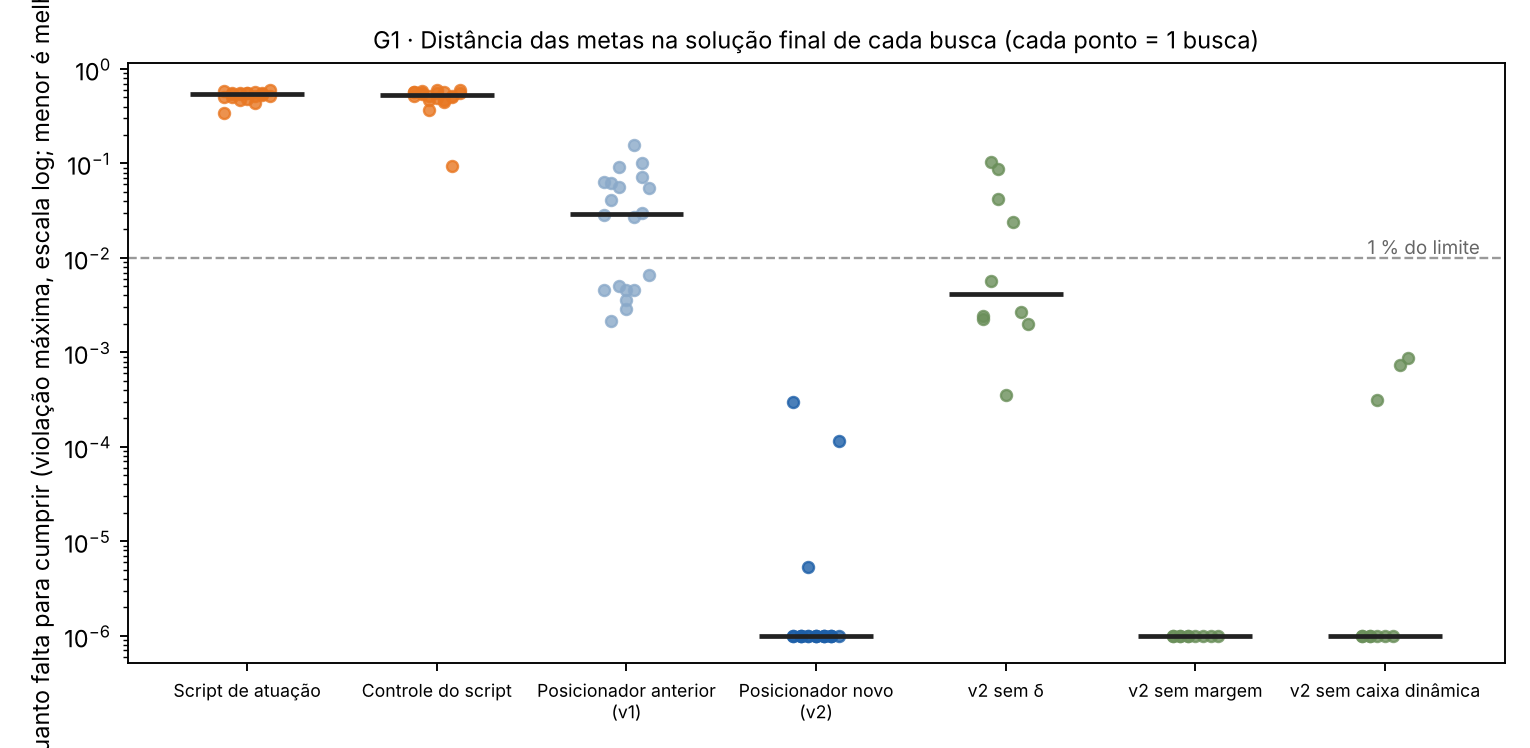 G1 · Distância das metas na solução final de cada busca (cada ponto = 1 busca)
falta para cumprir (violação máxima, escala log; menor é
10⁰
10⁻¹
10⁻²
10⁻³
10⁻⁴
10⁻⁵
10⁻⁶
1 % do limite
Script de atuação
Controle do script
Posicionador anterior
(v1)
Posicionador novo
(v2)
v2 sem δ
v2 sem margem
v2 sem caixa dinâmica